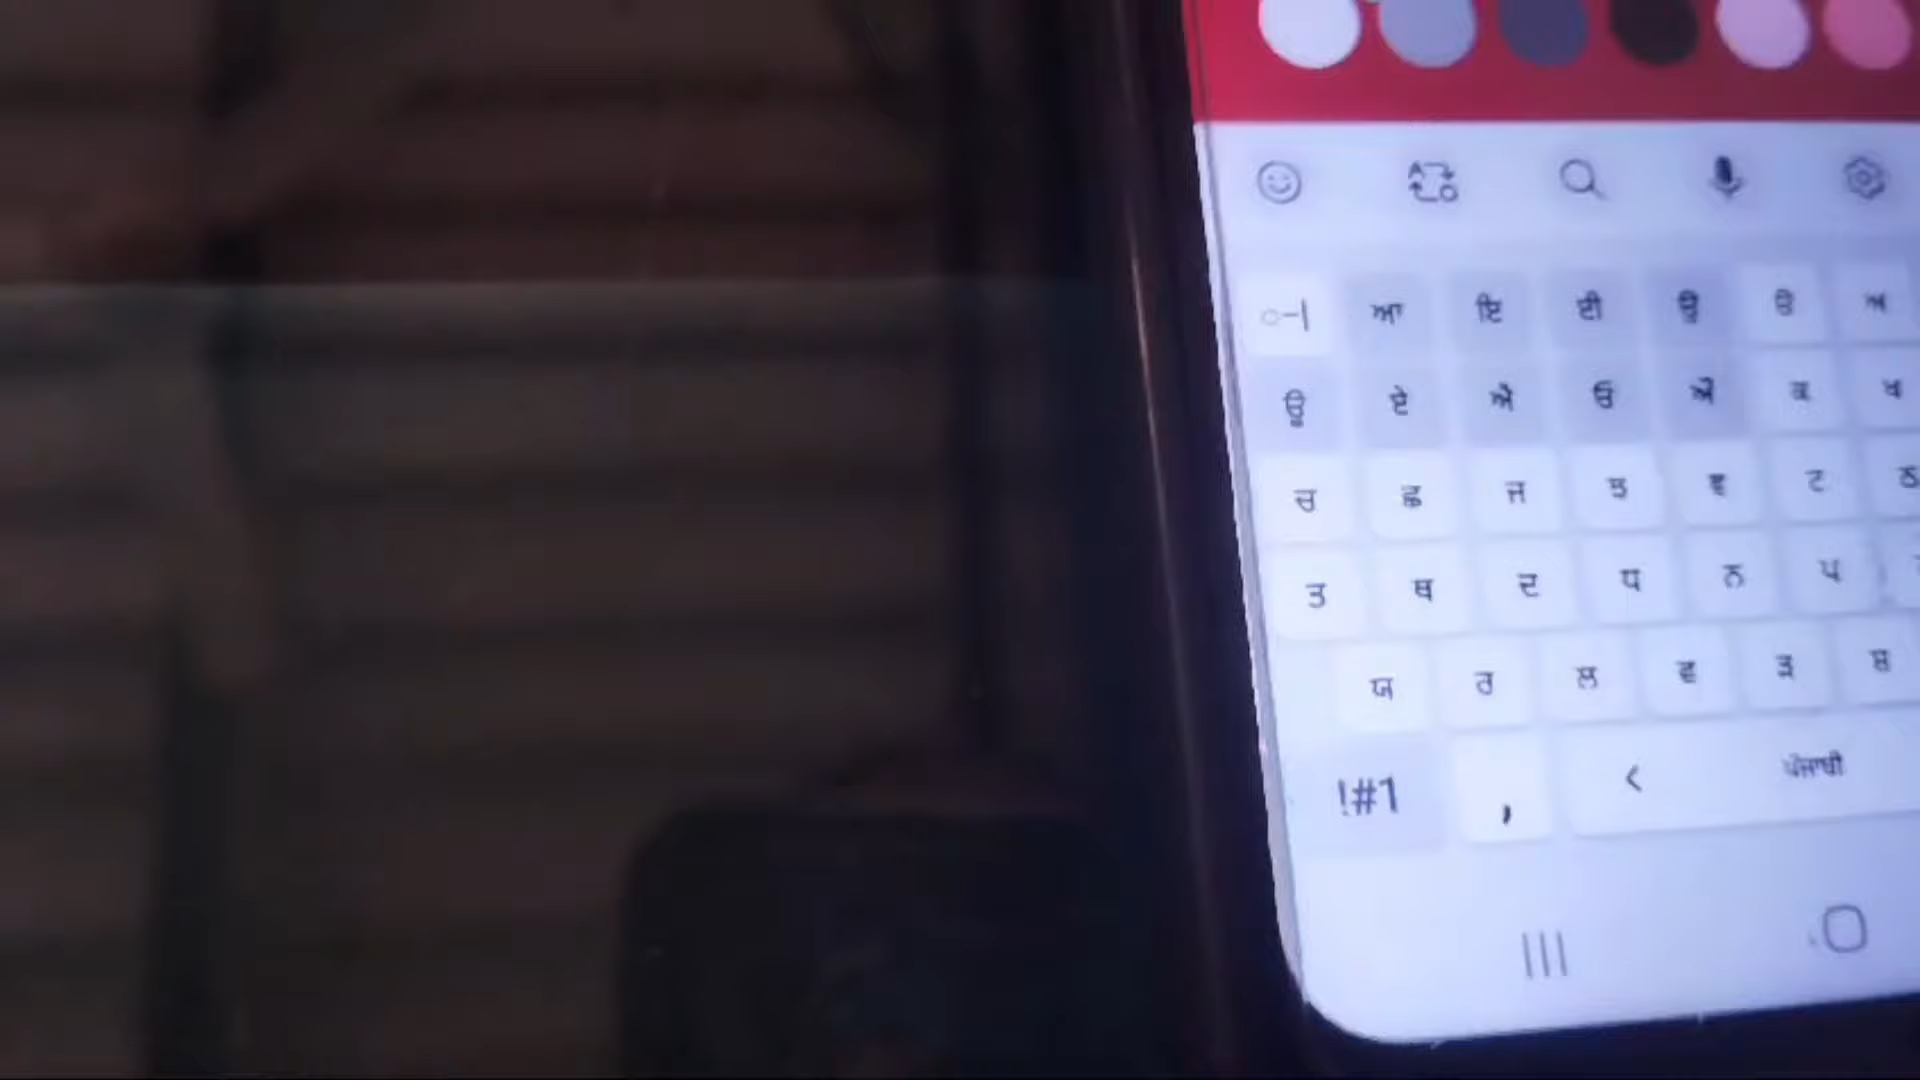 ਆ ਇ ਈ ਉ ੳ ਅ
ਊ ਏ ਐ ਓ ਔ ਕ ਖ
ਚ ਛ ਜ ਝ ਞ ਟ ਠ
ਤ ਥ ਦ ਧ ਨ ਪ
ਯ ਰ ਲ ਵ ੜ ਸ
!#1 , < ਪੰਜਾਬੀ